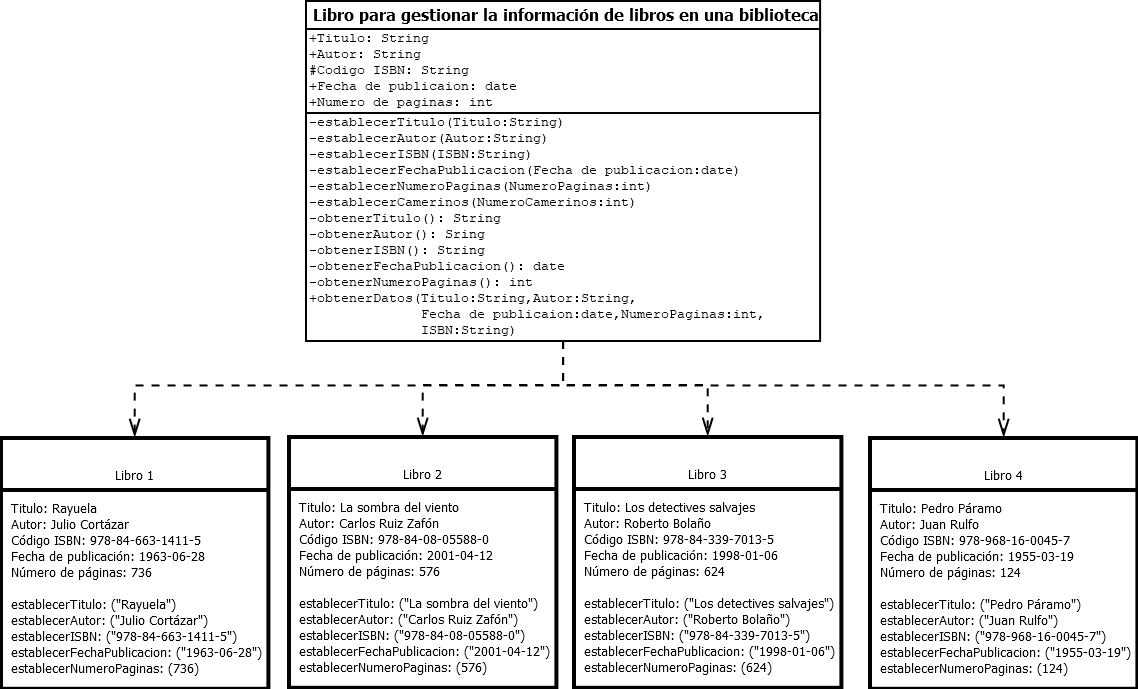 Libro para gestionar la información de libros en una biblioteca
+Titulo: String
+Autor: String
#Codigo ISBN: String
+Fecha de publicaion: date
+Numero de paginas: int
-establecerTitulo(Titulo:String)
-establecerAutor(Autor:String)
-establecerISBN(ISBN:String)
-establecerFechaPublicacion(Fecha de publicacion:date)
-establecerNumeroPaginas(NumeroPaginas:int)
-establecerCamerinos(NumeroCamerinos:int)
-obtenerTitulo(): String
-obtenerAutor(): Sring
-obtenerISBN(): String
-obtenerFechaPublicacion(): date
-obtenerNumeroPaginas(): int
+obtenerDatos(Titulo:String,Autor:String,
Fecha de publicaion:date,NumeroPaginas:int,
ISBN:String)
Libro 1
Titulo: Rayuela
Autor: Julio Cortázar
Código ISBN: 978-84-663-1411-5
Fecha de publicación: 1963-06-28
Número de páginas: 736
establecerTitulo: ("Rayuela")
establecerAutor: ("Julio Cortázar")
establecerISBN: ("978-84-663-1411-5")
establecerFechaPublicacion: ("1963-06-28")
establecerNumeroPaginas: (736)
Libro 2
Titulo: La sombra del viento
Autor: Carlos Ruiz Zafón
Código ISBN: 978-84-08-05588-0
Fecha de publicación: 2001-04-12
Número de páginas: 576
establecerTitulo: ("La sombra del viento")
establecerAutor: ("Carlos Ruiz Zafón")
establecerISBN: ("978-84-08-05588-0")
establecerFechaPublicacion: ("2001-04-12")
establecerNumeroPaginas: (576)
Libro 3
Titulo: Los detectives salvajes
Autor: Roberto Bolaño
Código ISBN: 978-84-339-7013-5
Fecha de publicación: 1998-01-06
Número de páginas: 624
establecerTitulo: ("Los detectives salvajes")
establecerAutor: ("Roberto Bolaño")
establecerISBN: ("978-84-339-7013-5")
establecerFechaPublicacion: ("1998-01-06")
establecerNumeroPaginas: (624)
Libro 4
Titulo: Pedro Páramo
Autor: Juan Rulfo
Código ISBN: 978-968-16-0045-7
Fecha de publicación: 1955-03-19
Número de páginas: 124
establecerTitulo: ("Pedro Páramo")
establecerAutor: ("Juan Rulfo")
establecerISBN: ("978-968-16-0045-7")
establecerFechaPublicacion: ("1955-03-19")
establecerNumeroPaginas: (124)